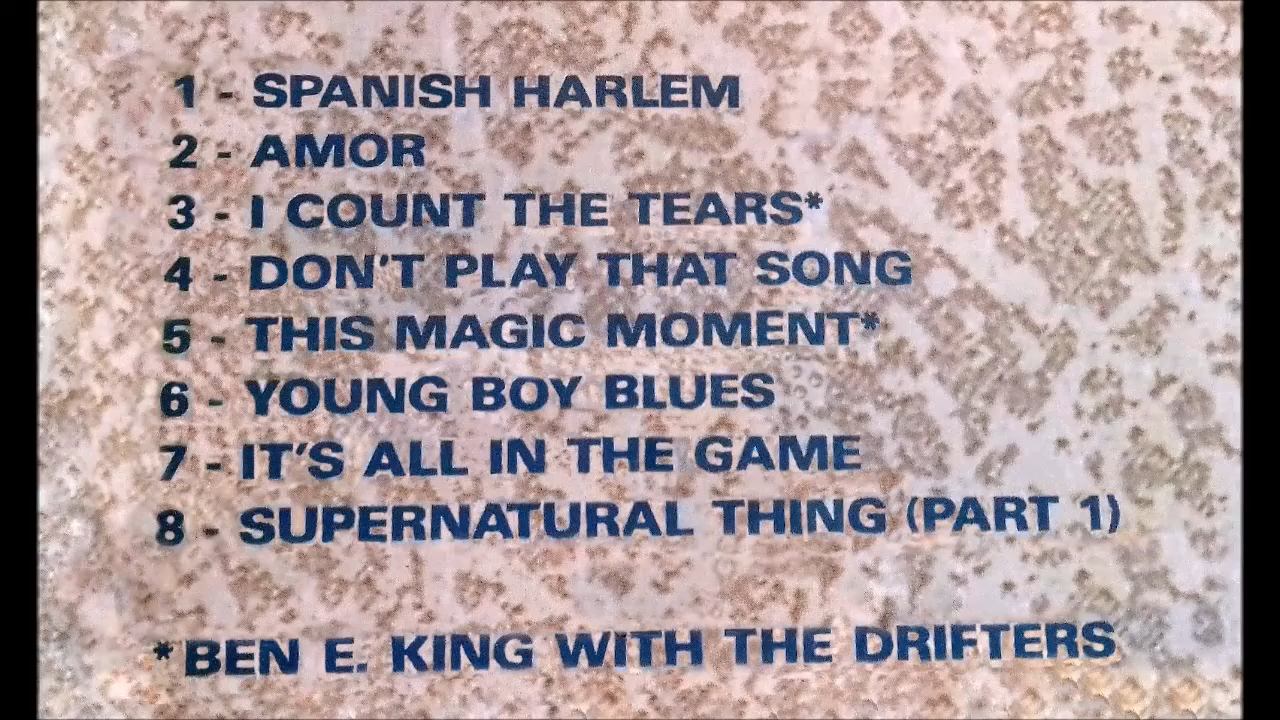 1 - SPANISH HARLEM
2 - AMOR
3 - I COUNT THE TEARS*
4 - DON'T PLAY THAT SONG
5 - THIS MAGIC MOMENT*
6 - YOUNG BOY BLUES
7 - IT'S ALL IN THE GAME
8 - SUPERNATURAL THING (PART 1)
*BEN E. KING WITH THE DRIFTERS